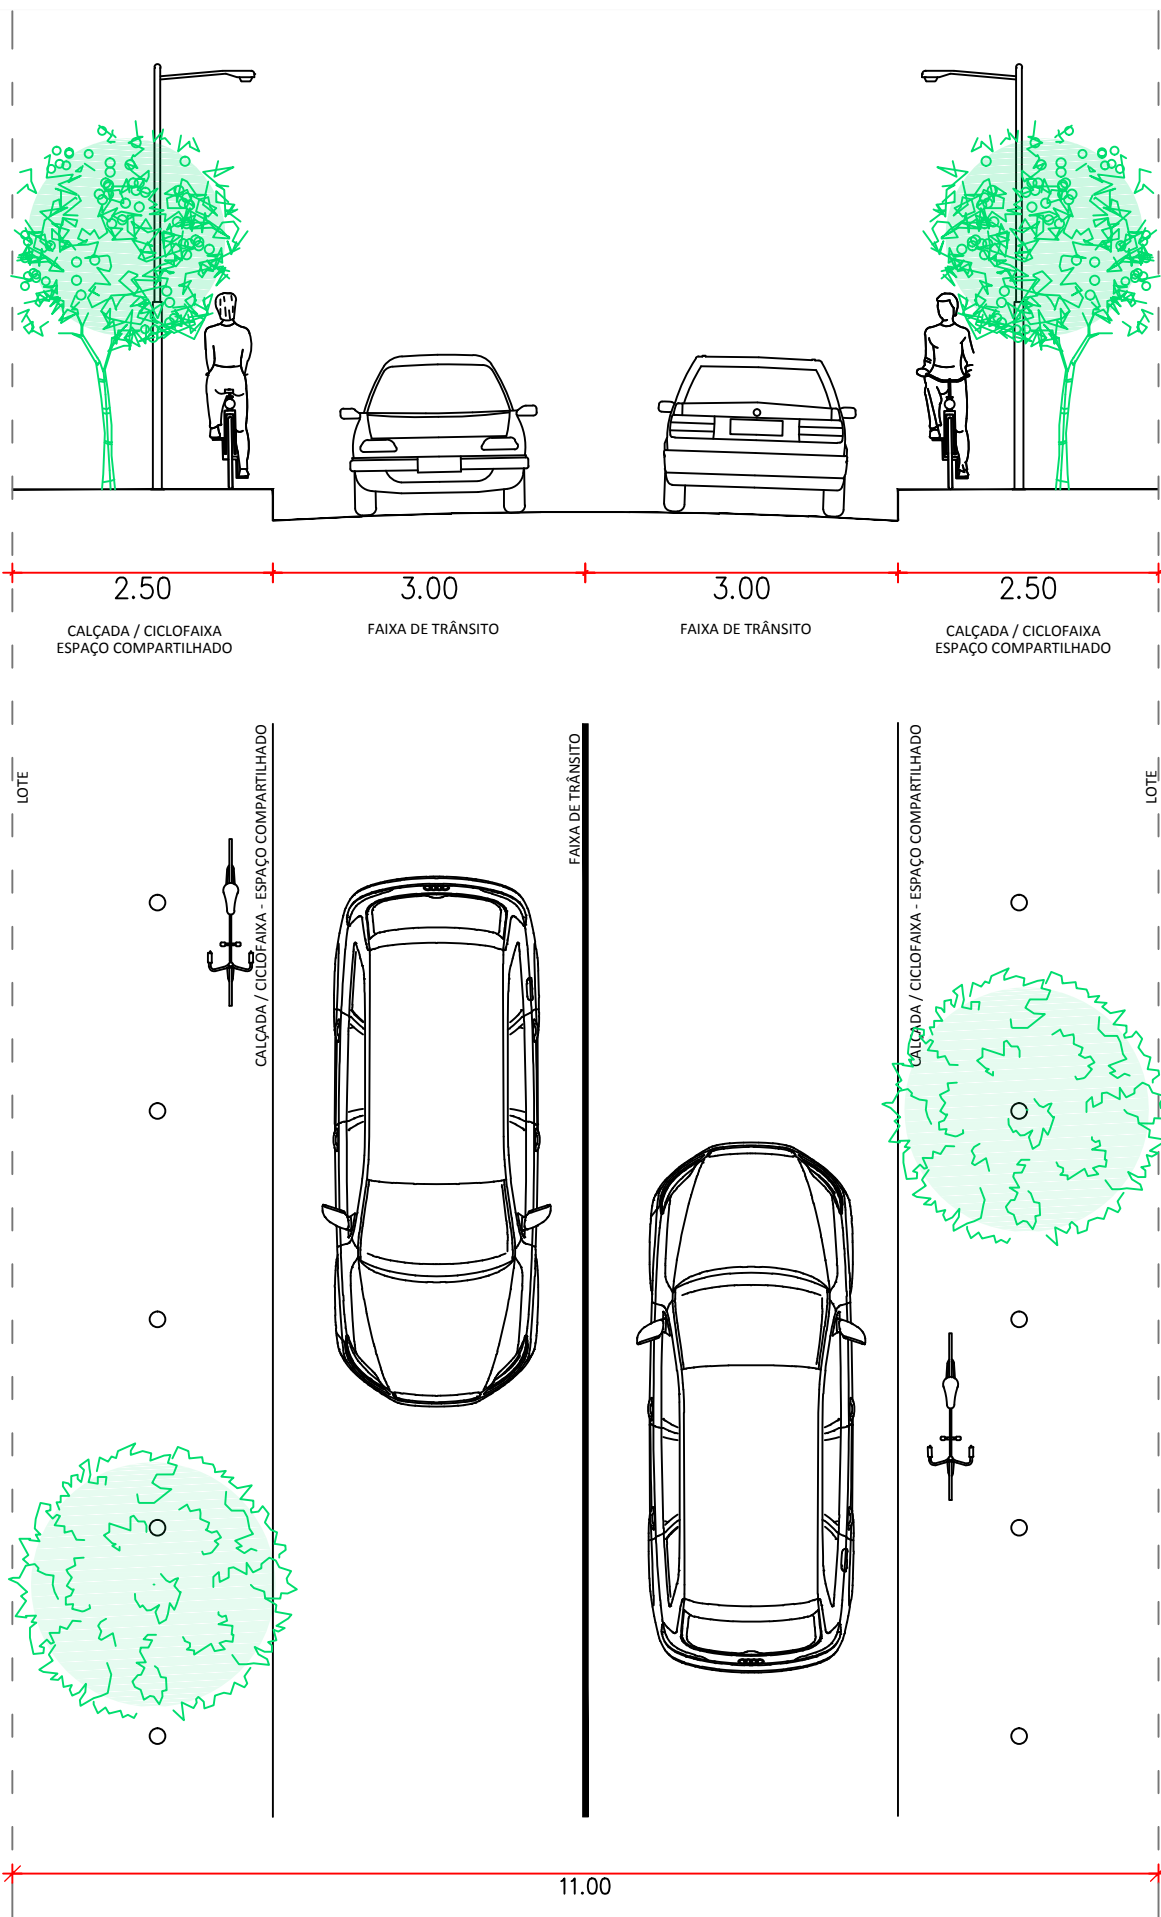 2.50
3.00
3.00
2.50
CALÇADA / CICLOFAIXA
ESPAÇO COMPARTILHADO
FAIXA DE TRÂNSITO
FAIXA DE TRÂNSITO
CALÇADA / CICLOFAIXA
ESPAÇO COMPARTILHADO
LOTE
CALÇADA / CICLOFAIXA - ESPAÇO COMPARTILHADO
FAIXA DE TRÂNSITO
CALÇADA / CICLOFAIXA - ESPAÇO COMPARTILHADO
LOTE
11.00